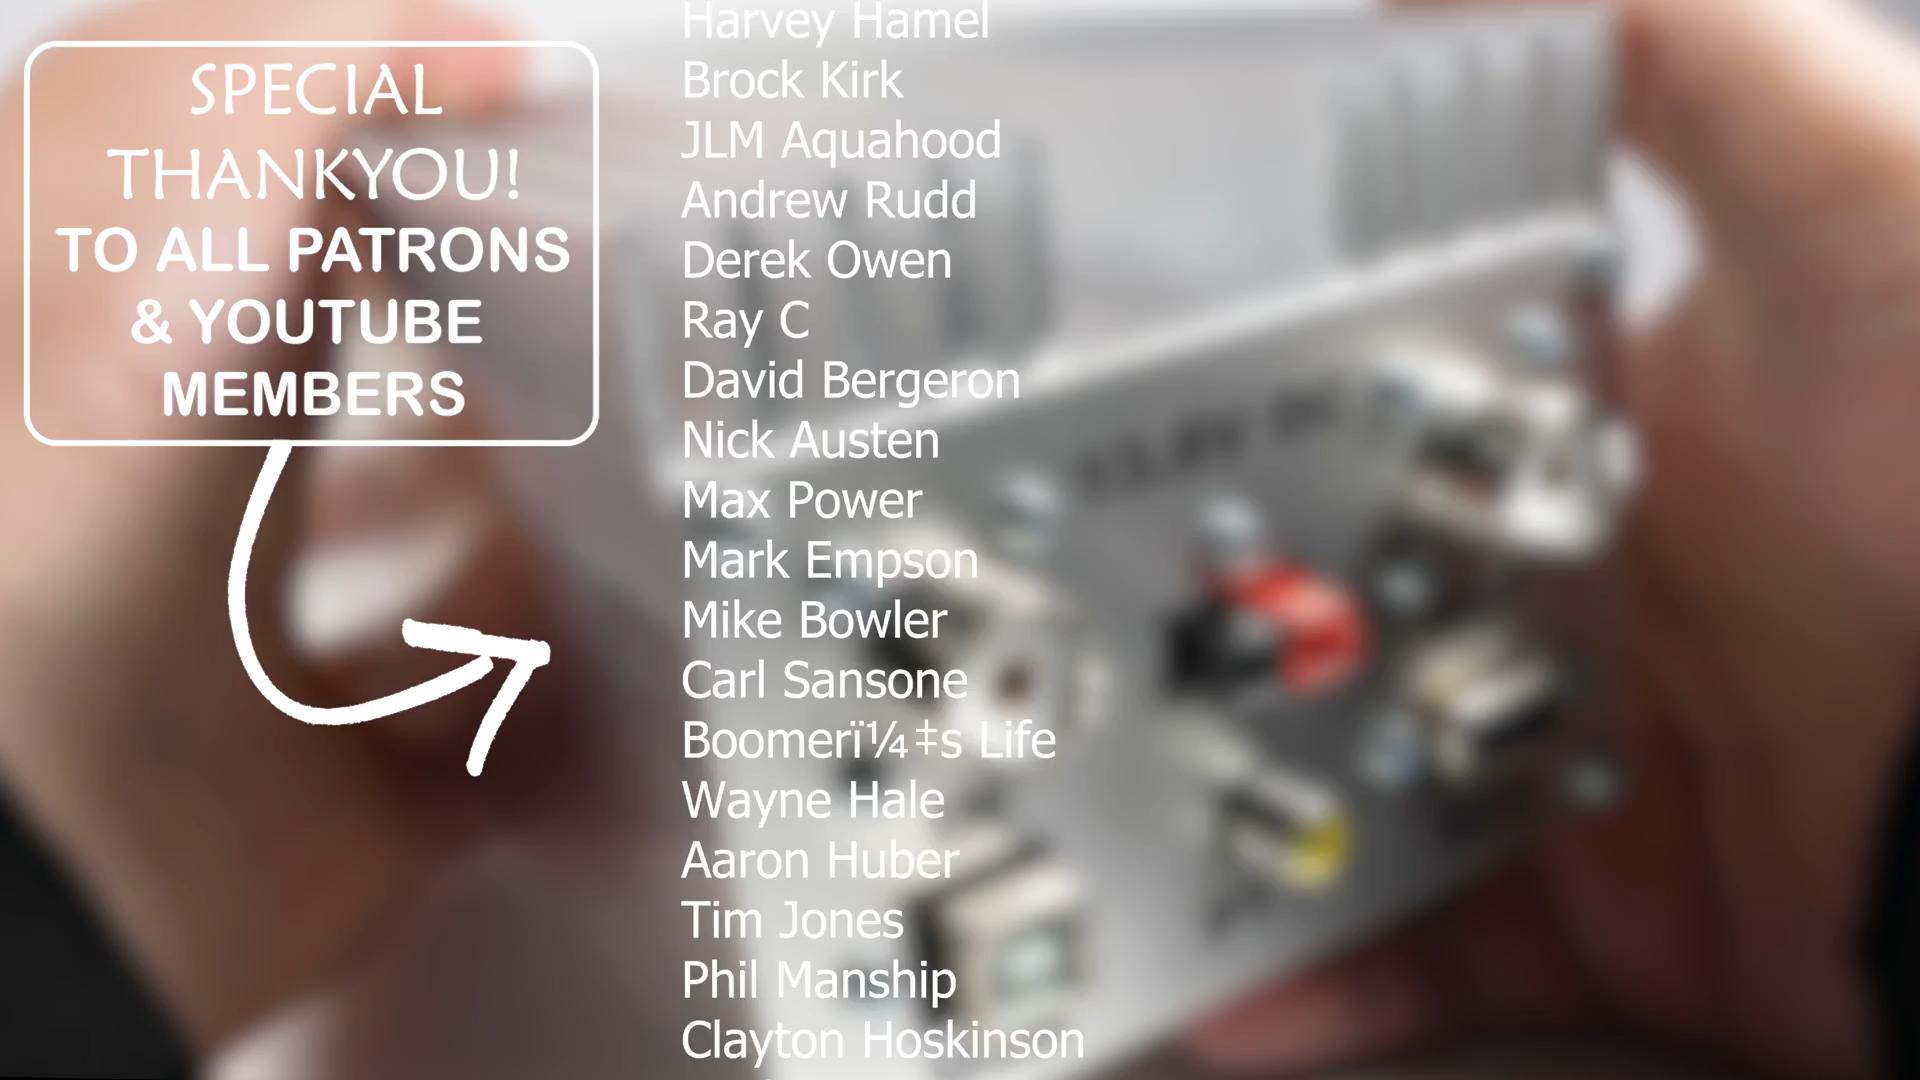 SPECIAL
THANKYOU!
TO ALL PATRONS
& YOUTUBE
MEMBERS
Harvey Hamel
Brock Kirk
JLM Aquahood
Andrew Rudd
Derek Owen
Ray C
David Bergeron
Nick Austen
Max Power
Mark Empson
Mike Bowler
Carl Sansone
Boomerï¼‡s Life
Wayne Hale
Aaron Huber
Tim Jones
Phil Manship
Clayton Hoskinson